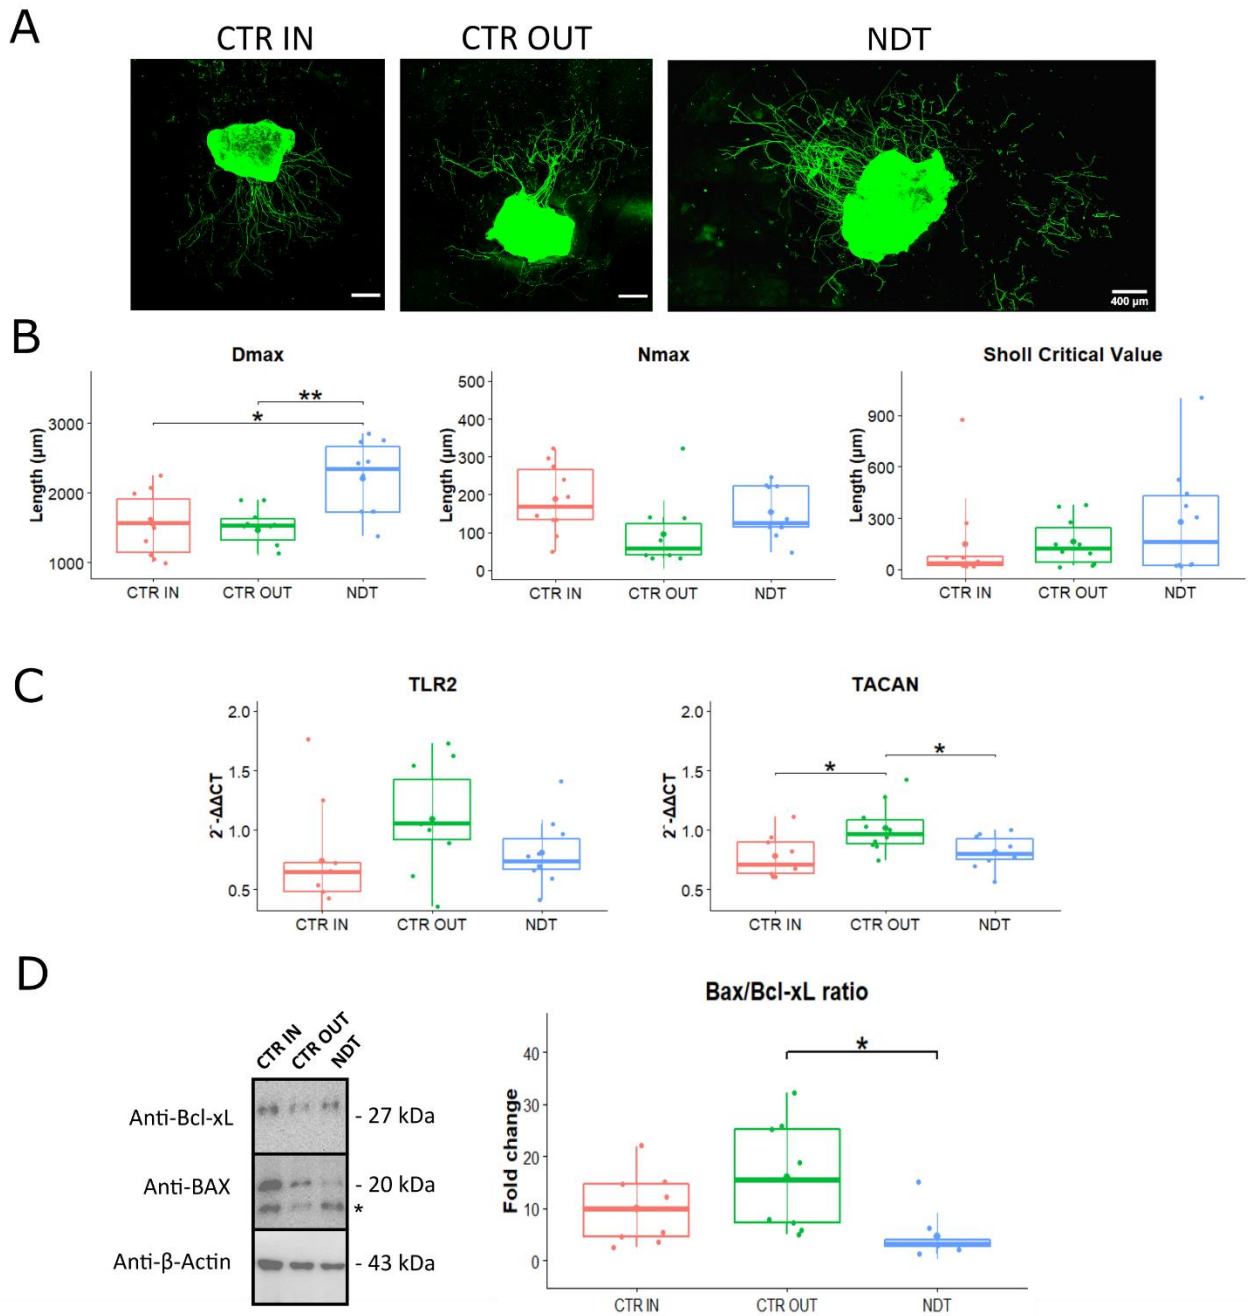 A
CTR IN
CTR OUT
NDT
400 µm
B
Dmax
Nmax
Sholl Critical Value
**
*
Length (µm)
3000
2000
1000
CTR IN
CTR OUT
NDT
Length (µm)
500
400
300
200
100
0
CTR IN
CTR OUT
NDT
Length (µm)
900
600
300
0
CTR IN
CTR OUT
NDT
C
TLR2
TACAN
2^-ΔΔCT
2.0
1.5
1.0
0.5
CTR IN
CTR OUT
NDT
*
*
2^-ΔΔCT
2.0
1.5
1.0
0.5
CTR IN
CTR OUT
NDT
D
CTR IN
CTR OUT
NDT
Anti-Bcl-xL
- 27 kDa
Anti-BAX
- 20 kDa
*
Anti-β-Actin
- 43 kDa
Bax/Bcl-xL ratio
*
Fold change
40
30
20
10
0
CTR IN
CTR OUT
NDT